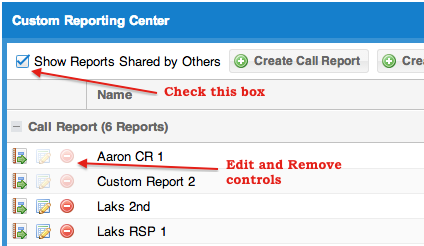 Custom Reporting Center
Show Reports Shared by Others
Create Call Report
Cre
Check this box
Name
Call Report (6 Reports)
Aaron CR 1
Edit and Remove
controls
Custom Report 2
Laks 2nd
Laks RSP 1